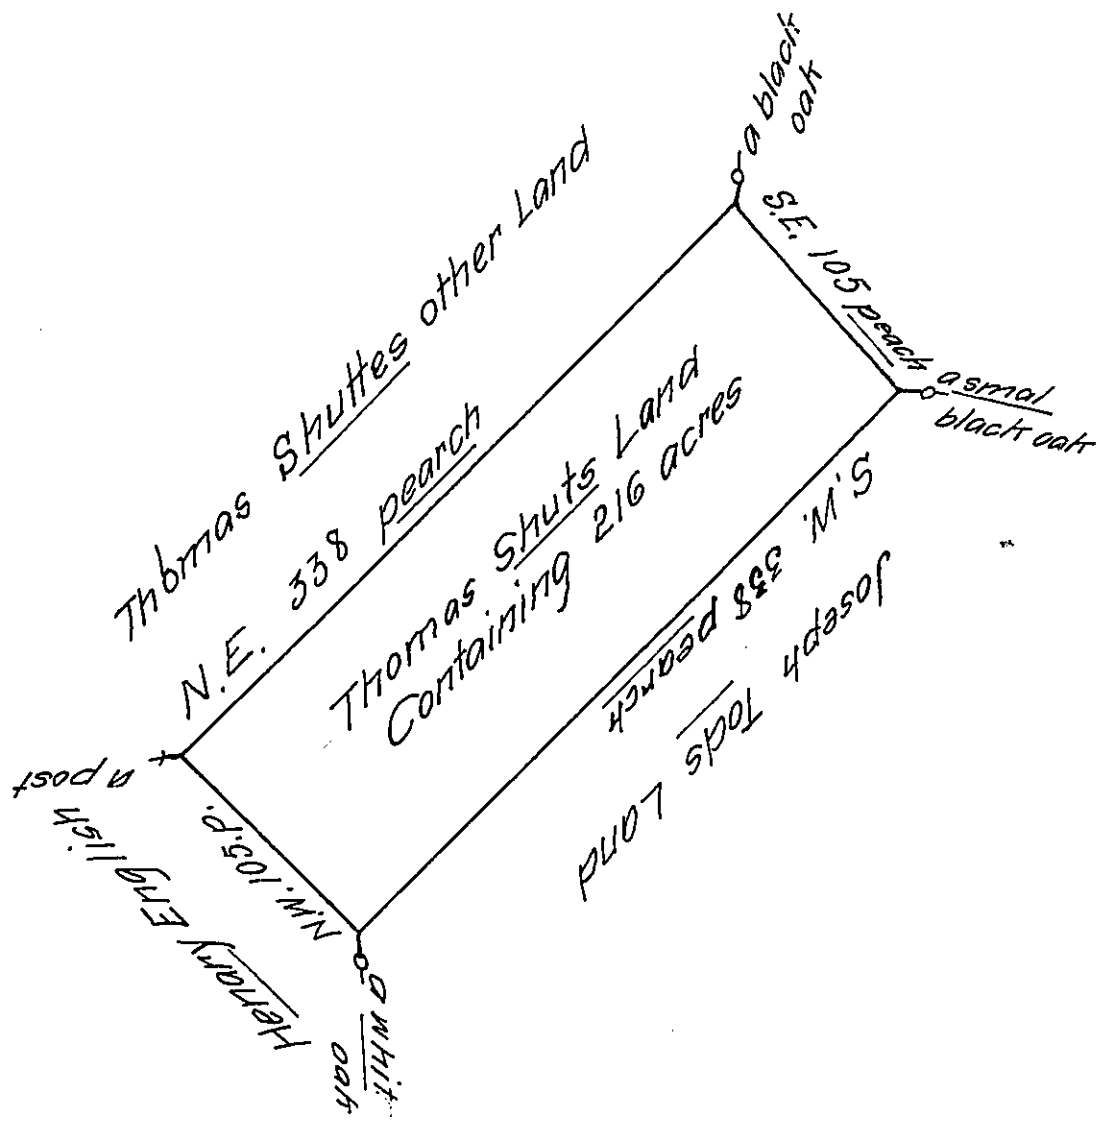 a black
oak
S.E. 105 peach
a smal
black oak
Thomas Shuttes other Land
N.E. 338 pearch
Thomas Shuts Land
Containing 216 acres
S.W. 338 pearch
Joseph Tods Land
a post
N.W. 105.P.
Henary English
a whit
oak